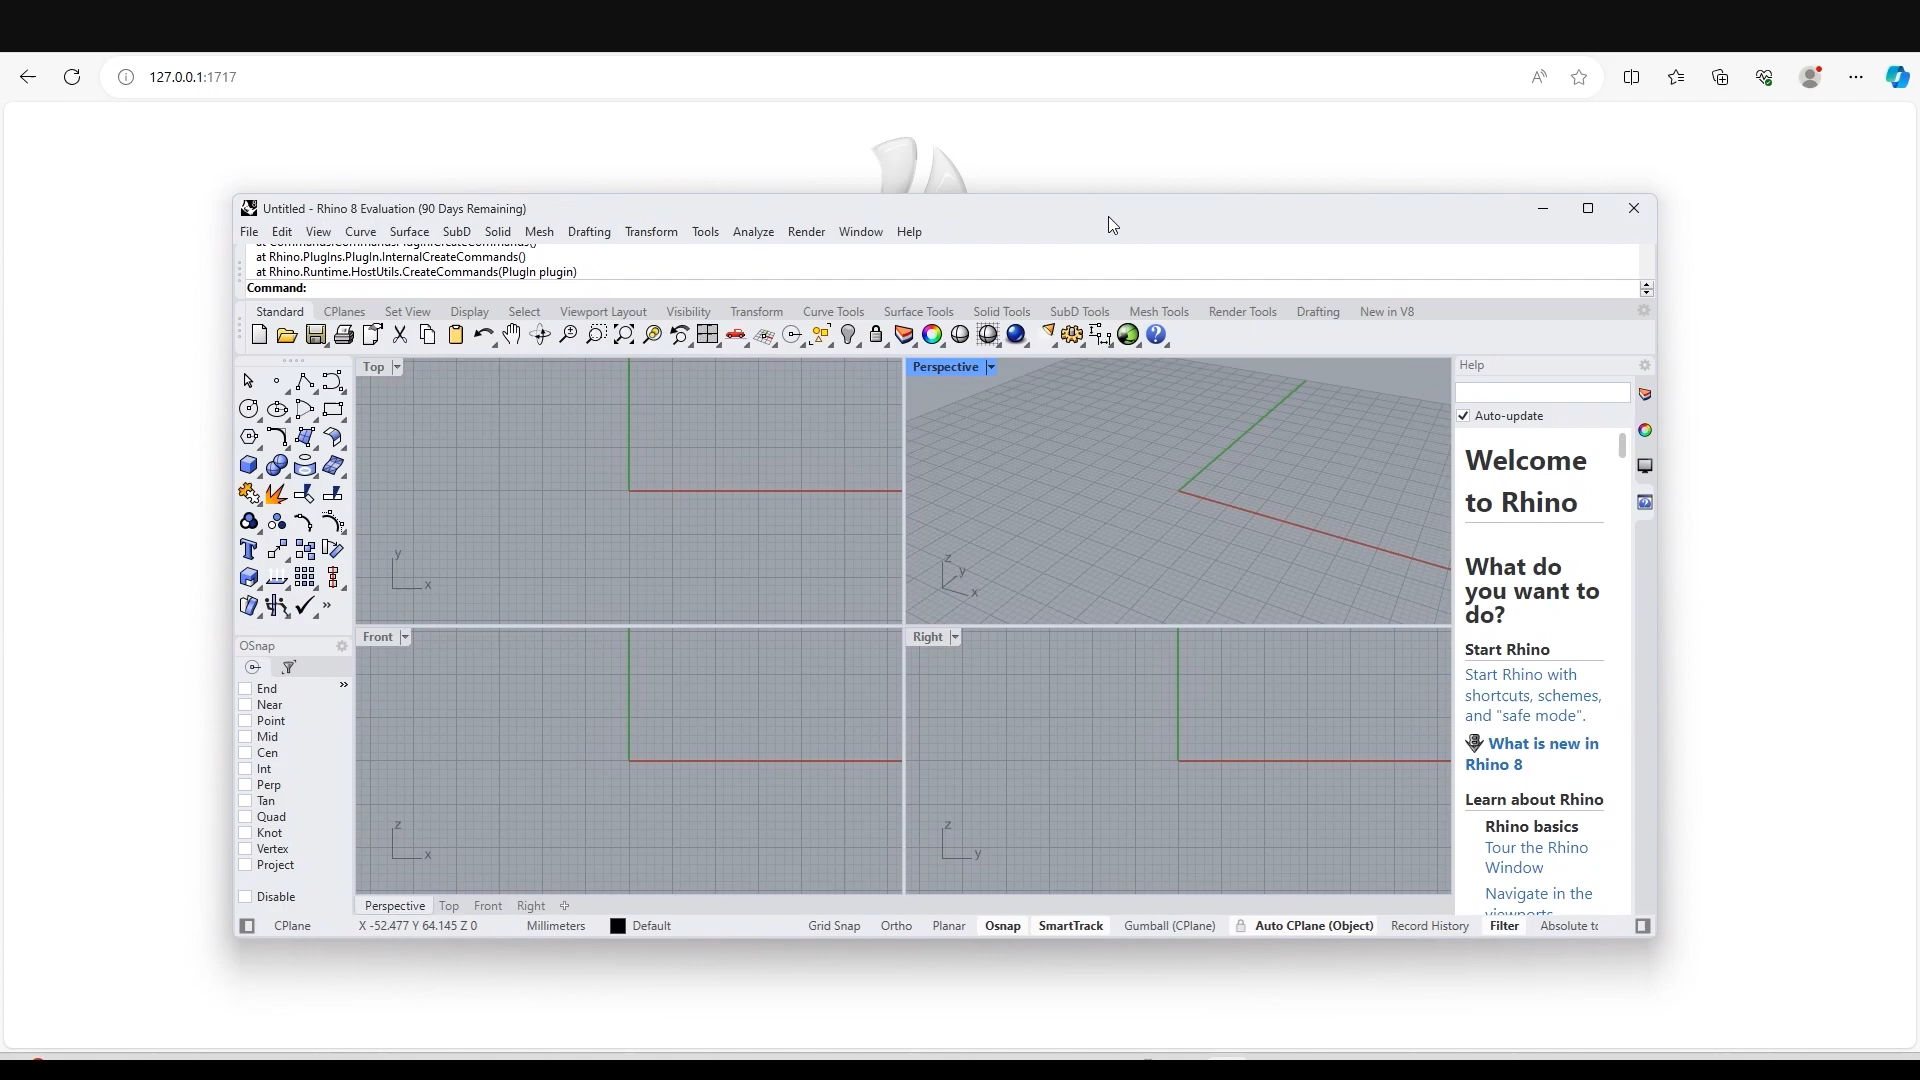 127.0.0.1:1717
Untitled - Rhino 8 Evaluation (90 Days Remaining)
File Edit View Curve Surface SubD Solid Mesh Drafting Transform Tools Analyze Render Window Help
at Rhino.PlugIns.PlugIn.InternalCreateCommands()
at Rhino.Runtime.HostUtils.CreateCommands(PlugIn plugin)
Command:
Standard CPlanes Set View Display Select Viewport Layout Visibility Transform Curve Tools Surface Tools Solid Tools SubD Tools Mesh Tools Render Tools Drafting New in V8
Top
y
x
Perspective
z
y
x
Front
z
x
Right
z
y
OSnap
End
Near
Point
Mid
Cen
Int
Perp
Tan
Quad
Knot
Vertex
Project
Disable
Help
Auto-update
Welcome
to Rhino
What do
you want to
do?
Start Rhino
Start Rhino with
shortcuts, schemes,
and "safe mode".
What is new in
Rhino 8
Learn about Rhino
Rhino basics
Tour the Rhino
Window
Navigate in the
viewports
Perspective Top Front Right
CPlane X -52.477 Y 64.145 Z 0 Millimeters Default Grid Snap Ortho Planar Osnap SmartTrack Gumball (CPlane) Auto CPlane (Object) Record History Filter Absolute to